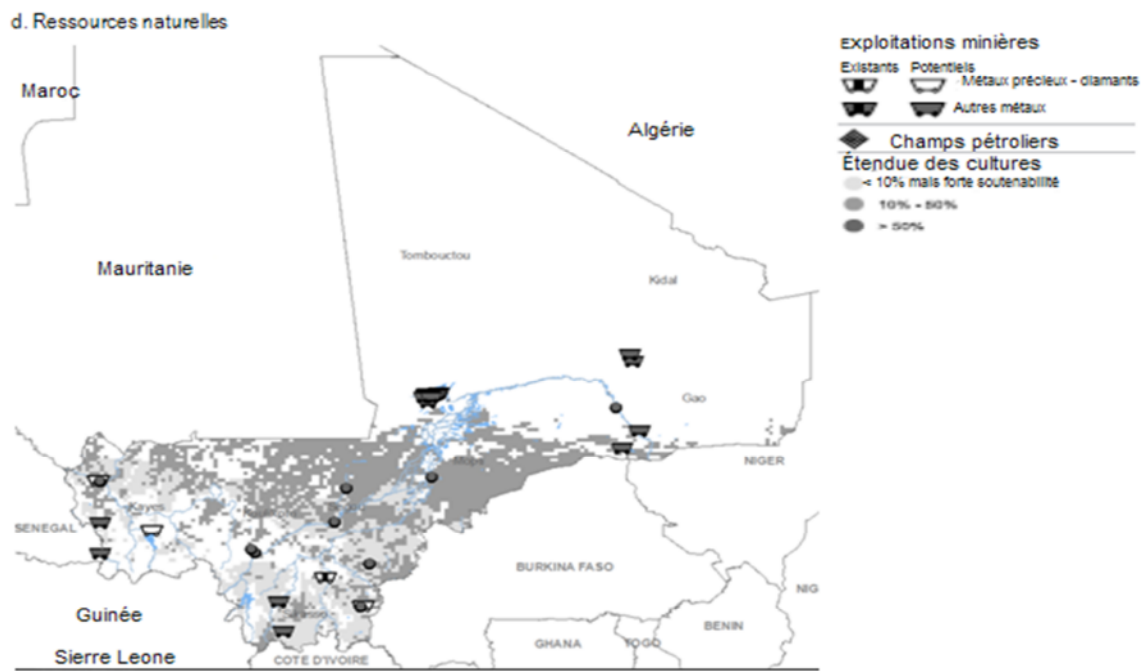 d. Ressources naturelles
Exploitations minières
Existants Potentiels
Métaux précieux - diamants
Autres métaux
Champs pétroliers
Étendue des cultures
< 10% mais forte soutenabilité
10% - 50%
> 50%
Maroc
Algérie
Mauritanie
Tombouctou
Kidal
Gao
Mopti
NIGER
Kayes
SENEGAL
BURKINA FASO
NIG
Guinée
BENIN
Sierre Leone
COTE D'IVOIRE
GHANA
TOGO